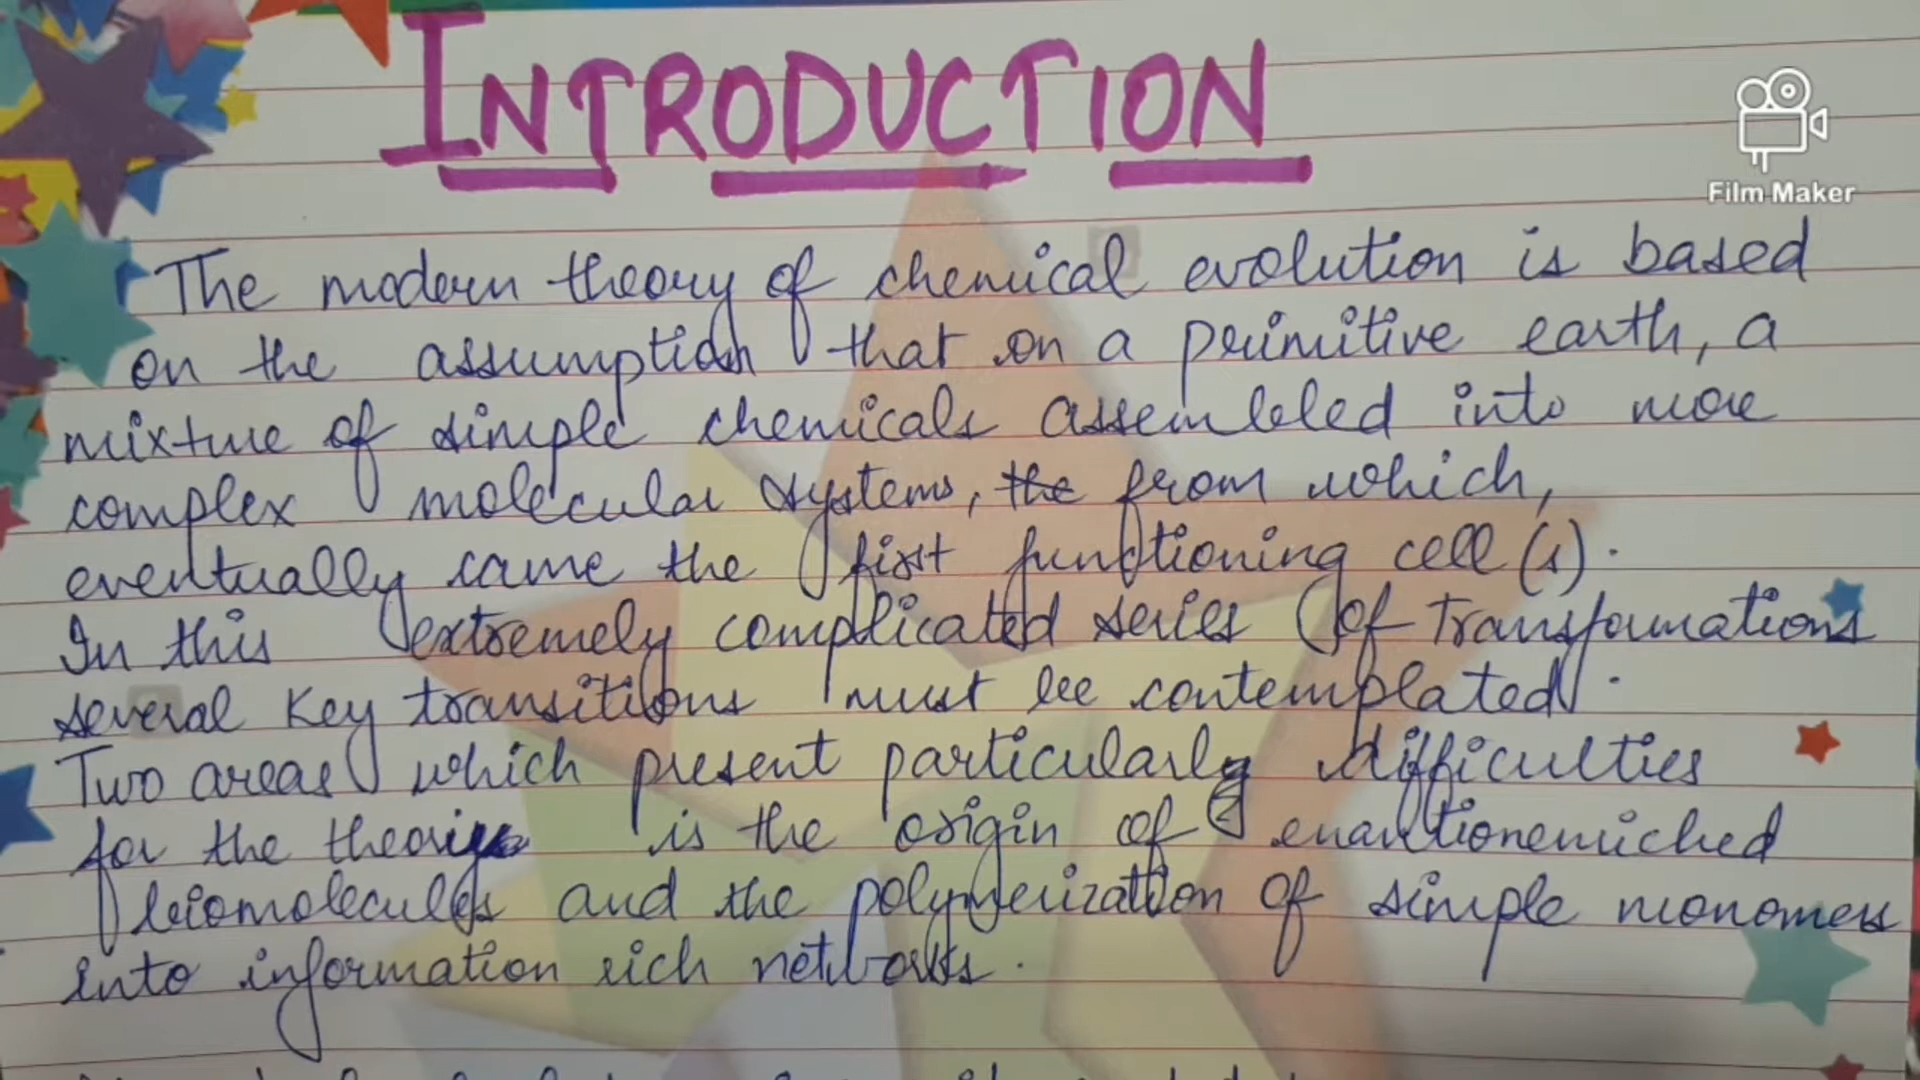 INTRODUCTION
Film Maker
The modern theory of chemical evolution is based
on the assumption that on a primitive earth, a
mixture of simple chemicals assembled into more
complex molecular systems, the from which,
eventually came the first functioning cell (s).
In this extremely complicated series of transformations
several key transitions must be contemplated.
Two areas which present particularly difficulties
for the theory is the origin of enantionenriched
biomolecules and the polymerization of simple monomers
into information rich networks.